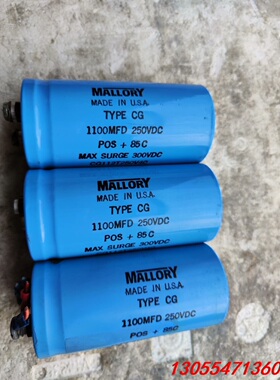 MALLORY
MADE IN U.S.A.
TYPE CG
1100MFD 250VDC
POS + 85C
MAX SURGE 300VDC
MALLORY
MADE IN U.S.A.
TYPE CG
1100MFD 250VDC
POS + 85C
MAX SURGE 300VDC
MALLORY
MADE IN U.S.A.
TYPE CG
1100MFD 250VDC
POS + 85C
13055471360